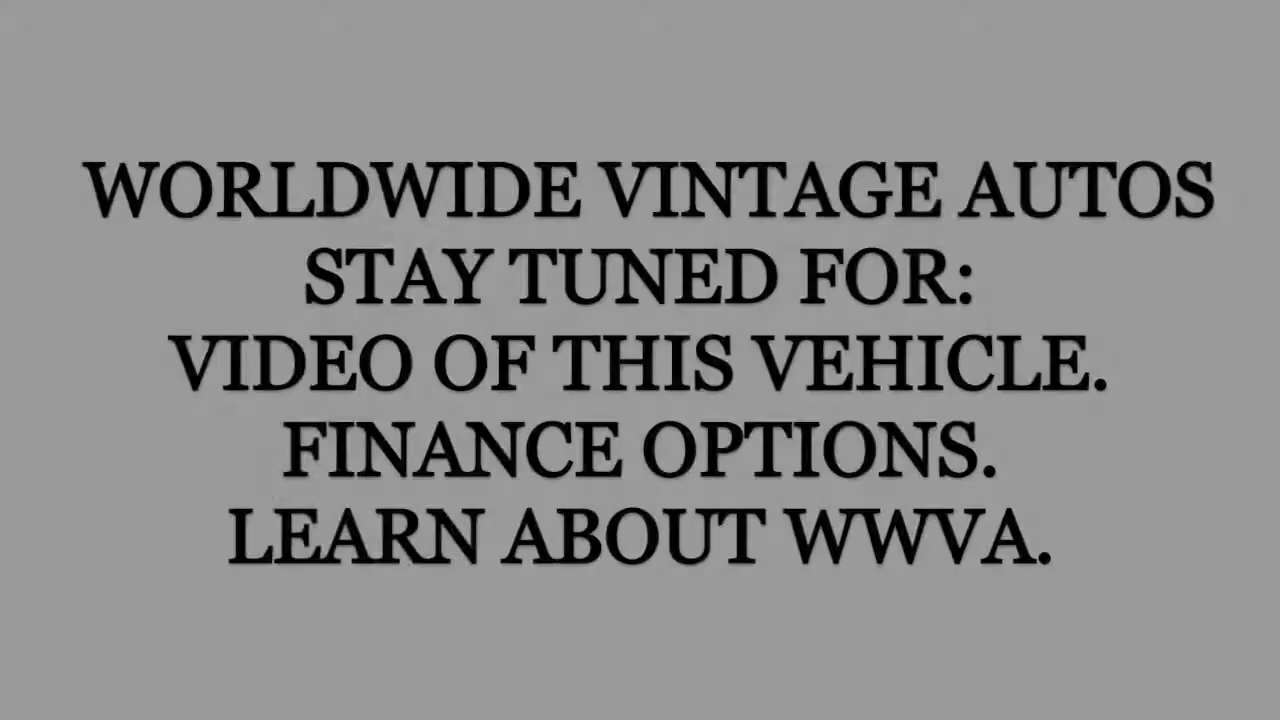 WORLDWIDE VINTAGE AUTOS
STAY TUNED FOR:
VIDEO OF THIS VEHICLE.
FINANCE OPTIONS.
LEARN ABOUT WWVA.